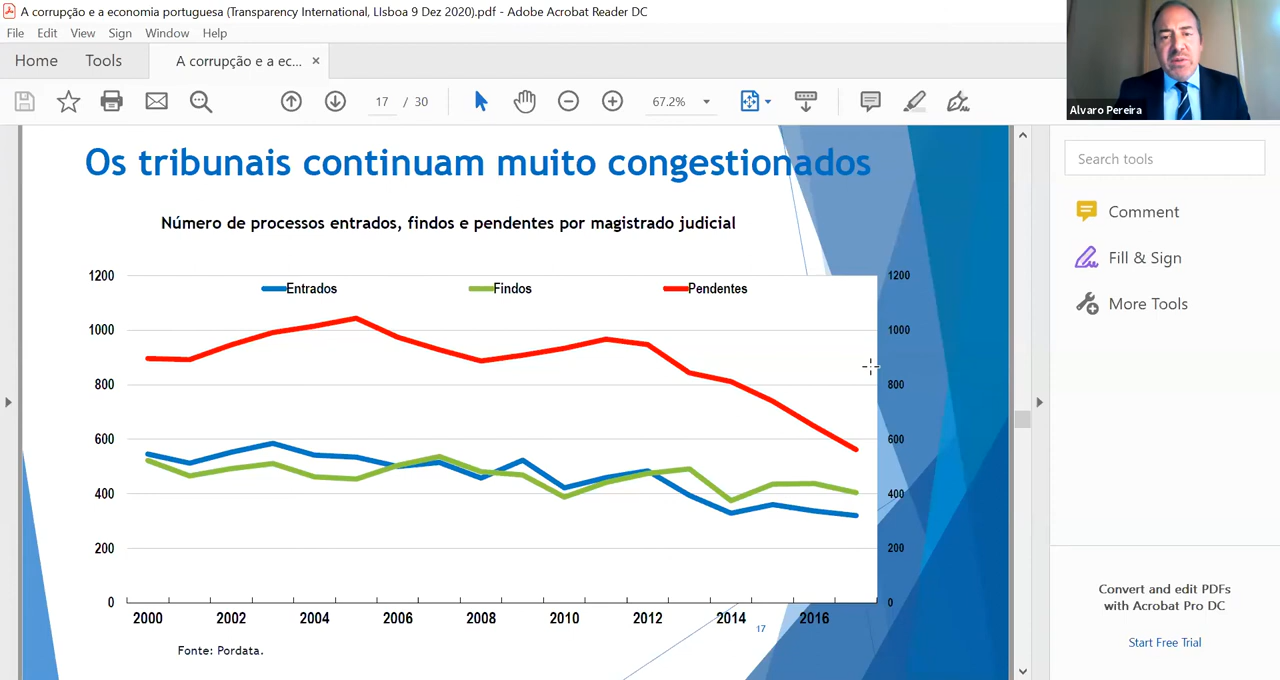 A corrupção e a economia portuguesa (Transparency International, LIsboa 9 Dez 2020).pdf - Adobe Acrobat Reader DC
File Edit View Sign Window Help
Home Tools A corrupção e a ec... ×
17 / 30 67.2%
Alvaro Pereira
Os tribunais continuam muito congestionados
Número de processos entrados, findos e pendentes por magistrado judicial
1200 1200
Entrados Findos Pendentes
1000 1000
800 800
600 600
400 400
200 200
0 0
2000 2002 2004 2006 2008 2010 2012 2014 2016
17
Fonte: Pordata.
Search tools
Comment
Fill & Sign
More Tools
Convert and edit PDFs
with Acrobat Pro DC
Start Free Trial